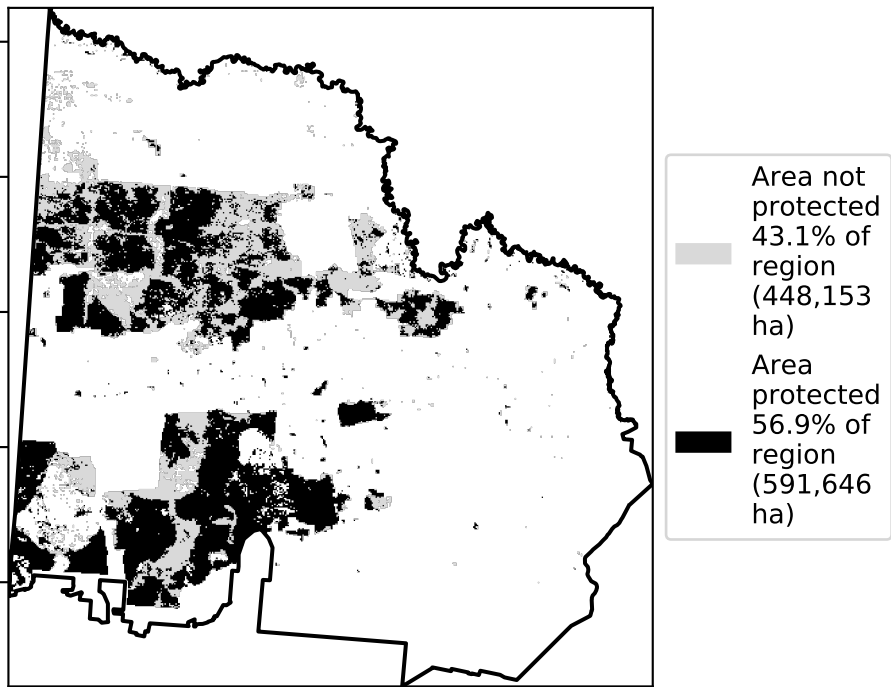 Area not
protected
43.1% of
region
(448,153
ha)
Area
protected
56.9% of
region
(591,646
ha)